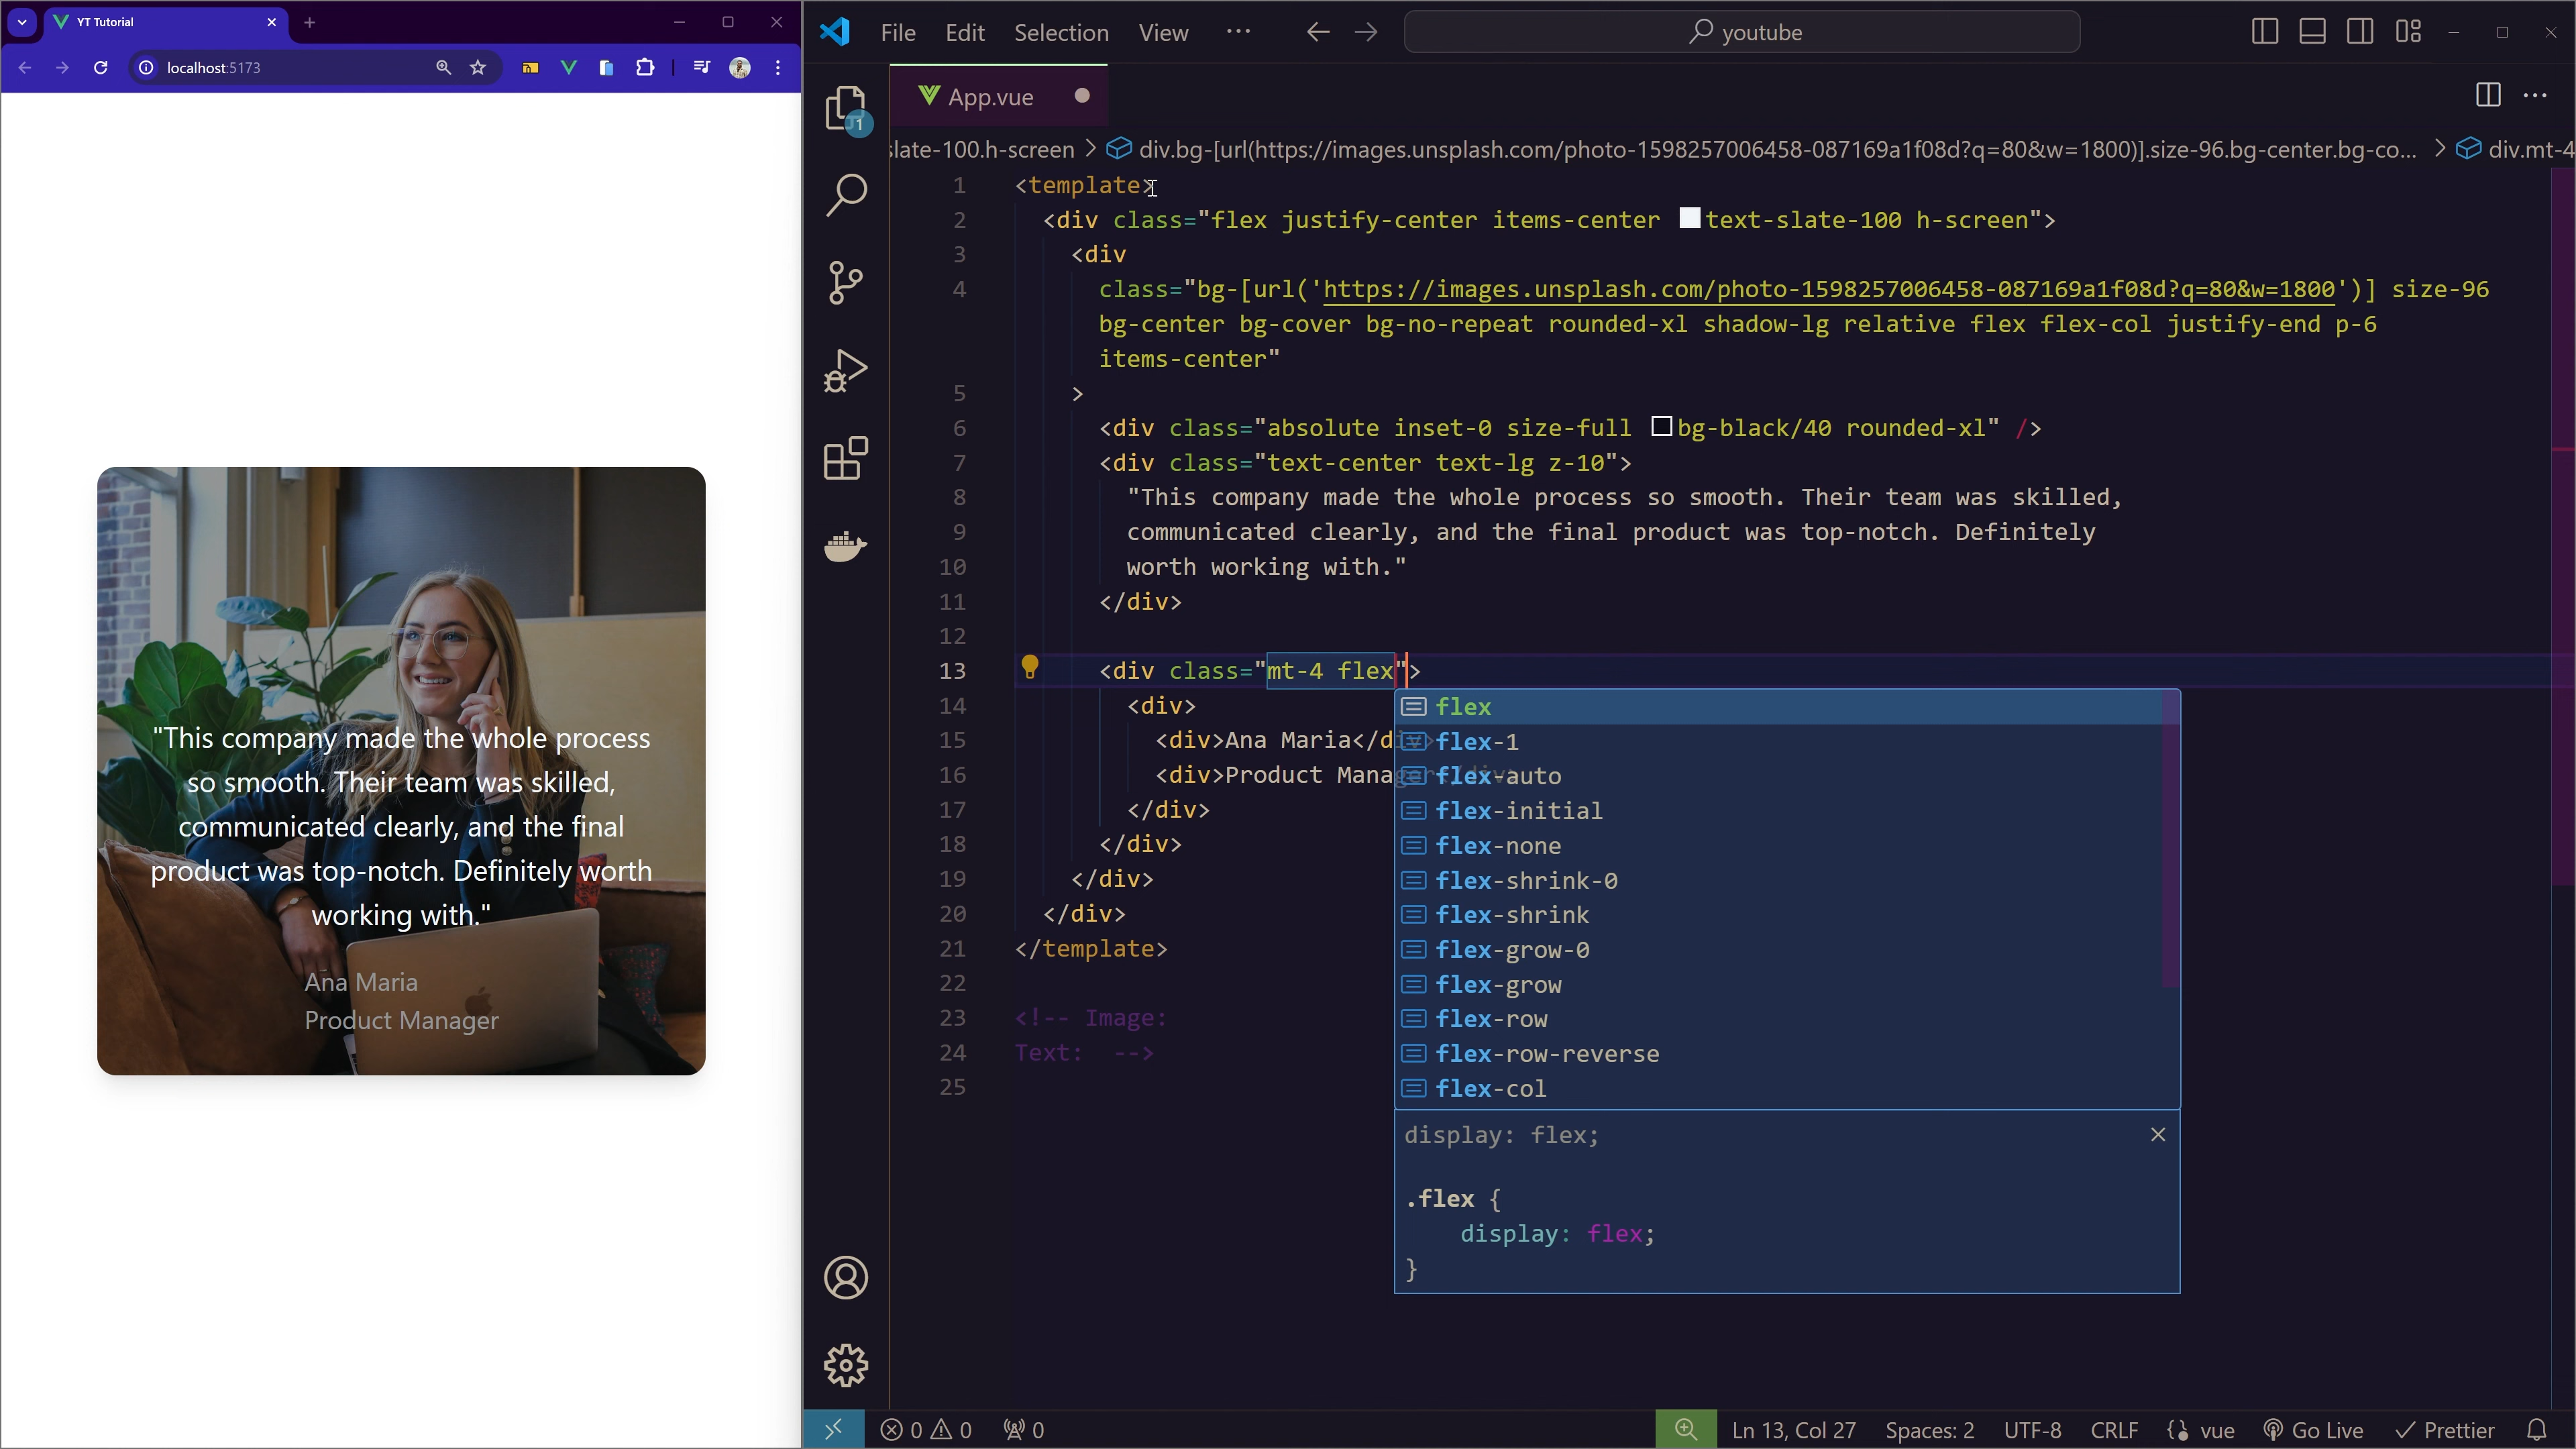 YT Tutorial
localhost:5173
"This company made the whole process
so smooth. Their team was skilled,
communicated clearly, and the final
product was top-notch. Definitely worth
working with."
Ana Maria
Product Manager
File Edit Selection View ···
youtube
App.vue
1
slate-100.h-screen > div.bg-[url(https://images.unsplash.com/photo-1598257006458-087169a1f08d?q=80&w=1800)].size-96.bg-center.bg-co... > div.mt-4
1 <template>
2 <div class="flex justify-center items-center text-slate-100 h-screen">
3 <div
4 class="bg-[url('https://images.unsplash.com/photo-1598257006458-087169a1f08d?q=80&w=1800')] size-96
bg-center bg-cover bg-no-repeat rounded-xl shadow-lg relative flex flex-col justify-end p-6
items-center"
5 >
6 <div class="absolute inset-0 size-full bg-black/40 rounded-xl" />
7 <div class="text-center text-lg z-10">
8 "This company made the whole process so smooth. Their team was skilled,
9 communicated clearly, and the final product was top-notch. Definitely
10 worth working with."
11 </div>
12
13 <div class="mt-4 flex">
14 <div>
15 <div>Ana Maria</div>
16 <div>Product Manager</div>
17 </div>
18 </div>
19 </div>
20 </div>
21 </template>
22
23 <!-- Image:
24 Text: -->
25
flex
flex-1
flex-auto
flex-initial
flex-none
flex-shrink-0
flex-shrink
flex-grow-0
flex-grow
flex-row
flex-row-reverse
flex-col
display: flex;
.flex {
display: flex;
}
0 0 0 Ln 13, Col 27 Spaces: 2 UTF-8 CRLF vue Go Live Prettier